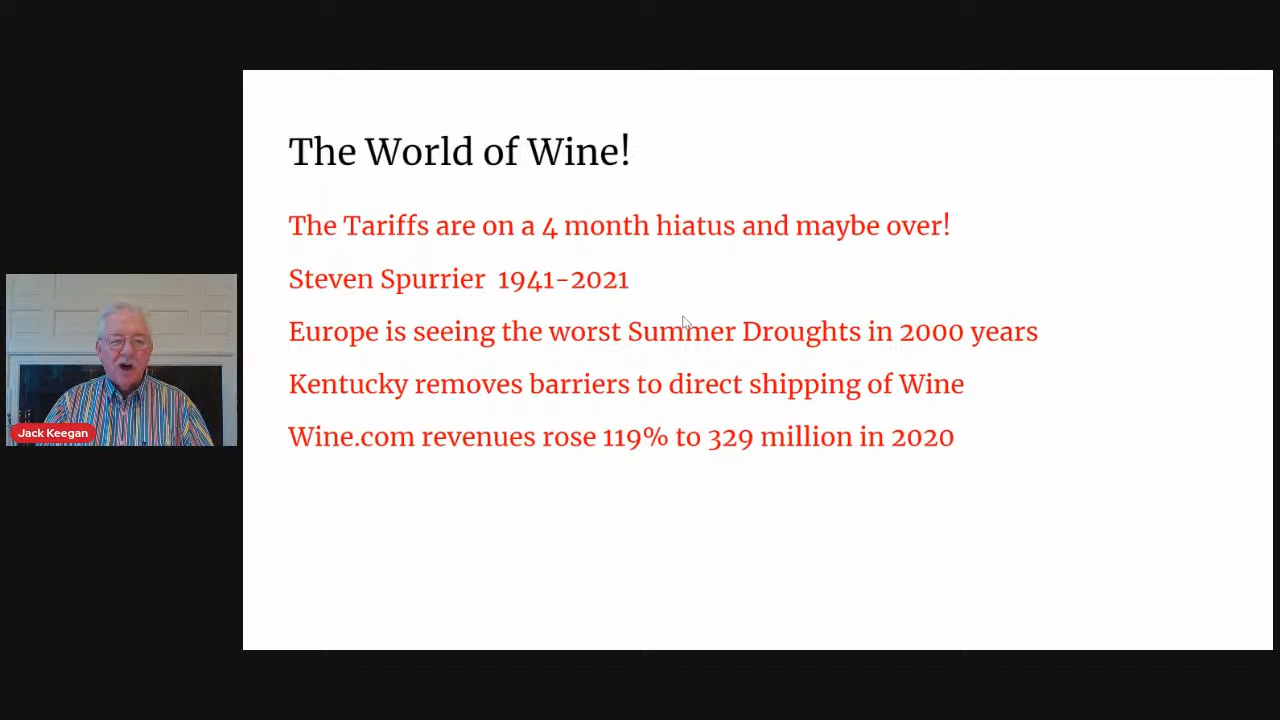 The World of Wine!
The Tariffs are on a 4 month hiatus and maybe over!
Steven Spurrier  1941-2021
Europe is seeing the worst Summer Droughts in 2000 years
Kentucky removes barriers to direct shipping of Wine
Wine.com revenues rose 119% to 329 million in 2020
Jack Keegan